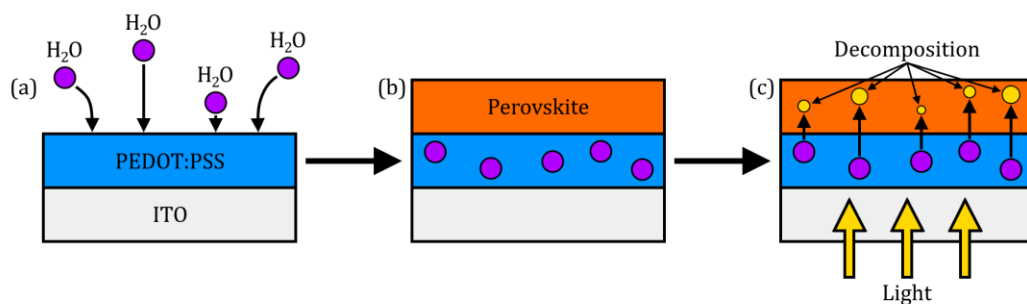 (a)
H₂O
H₂O
H₂O
H₂O
PEDOT:PSS
ITO
(b)
Perovskite
(c)
Decomposition
Light